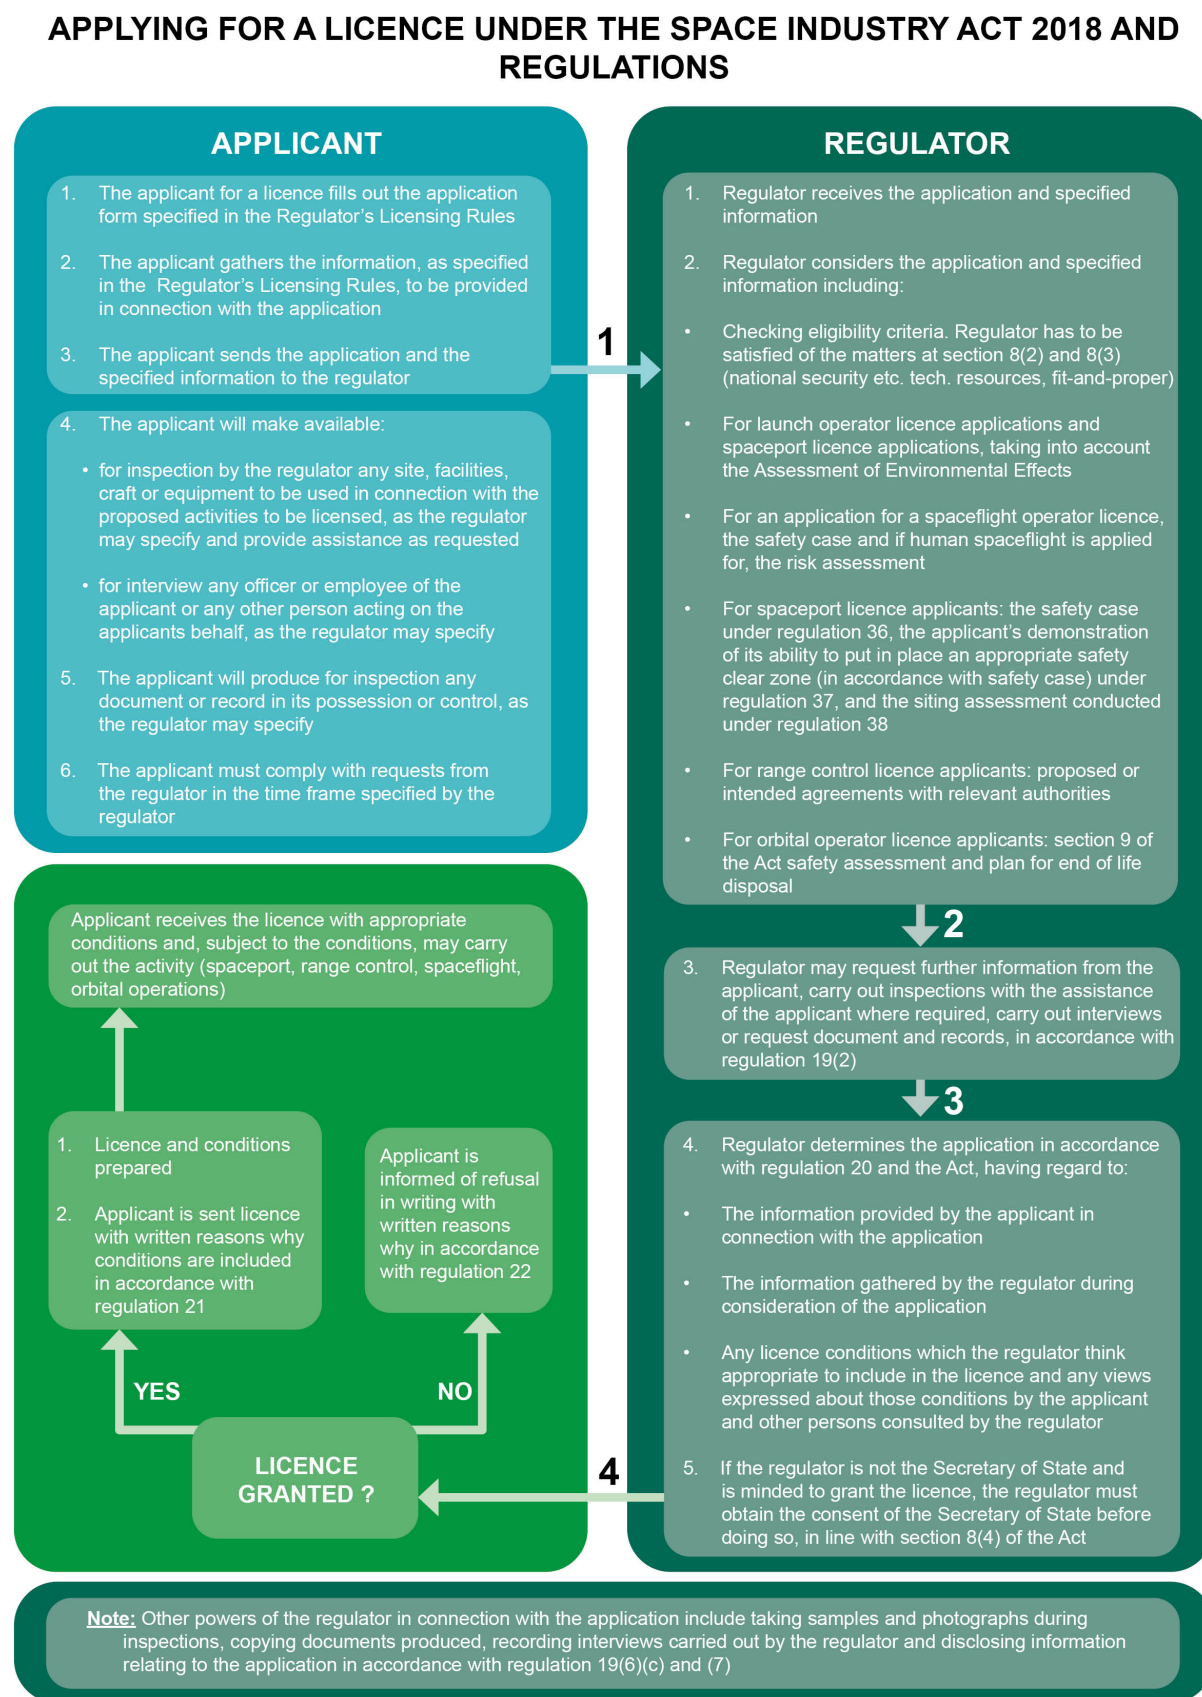 APPLYING FOR A LICENCE UNDER THE SPACE INDUSTRY ACT 2018 AND
REGULATIONS
APPLICANT
1. The applicant for a licence fills out the application
form specified in the Regulator's Licensing Rules
2. The applicant gathers the information, as specified
in the Regulator's Licensing Rules, to be provided
in connection with the application
3. The applicant sends the application and the
specified information to the regulator
4. The applicant will make available:
• for inspection by the regulator any site, facilities,
craft or equipment to be used in connection with the
proposed activities to be licensed, as the regulator
may specify and provide assistance as requested
• for interview any officer or employee of the
applicant or any other person acting on the
applicants behalf, as the regulator may specify
5. The applicant will produce for inspection any
document or record in its possession or control, as
the regulator may specify
6. The applicant must comply with requests from
the regulator in the time frame specified by the
regulator
1
REGULATOR
1. Regulator receives the application and specified
information
2. Regulator considers the application and specified
information including:
• Checking eligibility criteria. Regulator has to be
satisfied of the matters at section 8(2) and 8(3)
(national security etc. tech. resources, fit-and-proper)
• For launch operator licence applications and
spaceport licence applications, taking into account
the Assessment of Environmental Effects
• For an application for a spaceflight operator licence,
the safety case and if human spaceflight is applied
for, the risk assessment
• For spaceport licence applicants: the safety case
under regulation 36, the applicant's demonstration
of its ability to put in place an appropriate safety
clear zone (in accordance with safety case) under
regulation 37, and the siting assessment conducted
under regulation 38
• For range control licence applicants: proposed or
intended agreements with relevant authorities
• For orbital operator licence applicants: section 9 of
the Act safety assessment and plan for end of life
disposal
2
3. Regulator may request further information from the
applicant, carry out inspections with the assistance
of the applicant where required, carry out interviews
or request document and records, in accordance with
regulation 19(2)
3
4. Regulator determines the application in accordance
with regulation 20 and the Act, having regard to:
• The information provided by the applicant in
connection with the application
• The information gathered by the regulator during
consideration of the application
• Any licence conditions which the regulator think
appropriate to include in the licence and any views
expressed about those conditions by the applicant
and other persons consulted by the regulator
5. If the regulator is not the Secretary of State and
is minded to grant the licence, the regulator must
obtain the consent of the Secretary of State before
doing so, in line with section 8(4) of the Act
4
LICENCE
GRANTED ?
YES
NO
1. Licence and conditions
prepared
2. Applicant is sent licence
with written reasons why
conditions are included
in accordance with
regulation 21
Applicant is
informed of refusal
in writing with
written reasons
why in accordance
with regulation 22
Applicant receives the licence with appropriate
conditions and, subject to the conditions, may carry
out the activity (spaceport, range control, spaceflight,
orbital operations)
Note: Other powers of the regulator in connection with the application include taking samples and photographs during
inspections, copying documents produced, recording interviews carried out by the regulator and disclosing information
relating to the application in accordance with regulation 19(6)(c) and (7)